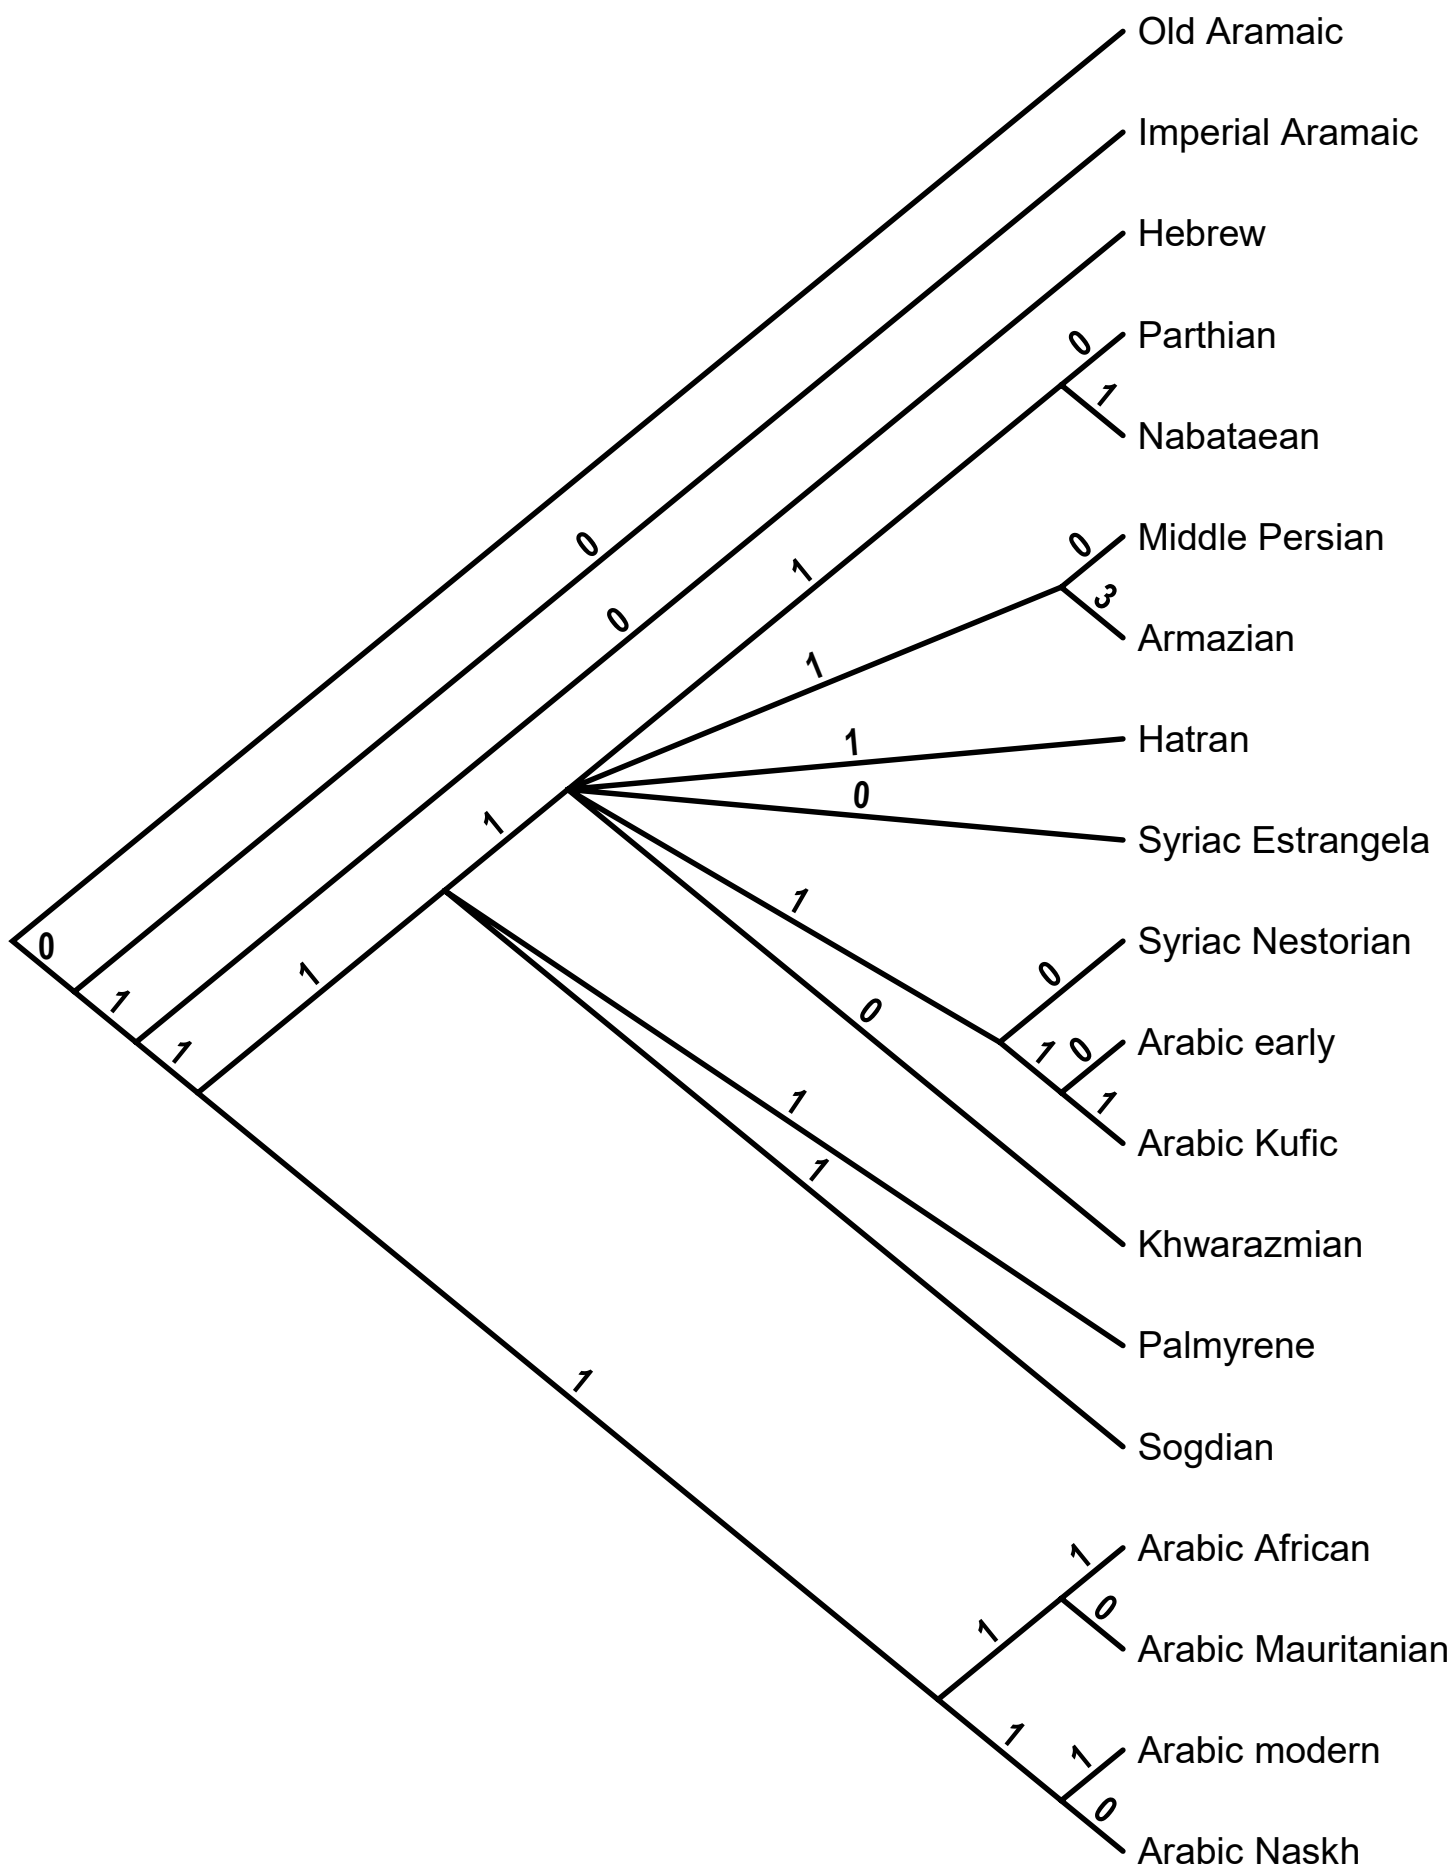 Old Aramaic
Imperial Aramaic
Hebrew
0
Parthian
1
Nabataean
0
0
1
0
Middle Persian
3
Armazian
1
1
Hatran
0
Syriac Estrangela
1
1
0
Syriac Nestorian
0
1
1
0
0
1
0
Arabic early
1
1
Arabic Kufic
1
Khwarazmian
1
Palmyrene
1
Sogdian
1
Arabic African
0
1
Arabic Mauritanian
1
1
Arabic modern
0
Arabic Naskh